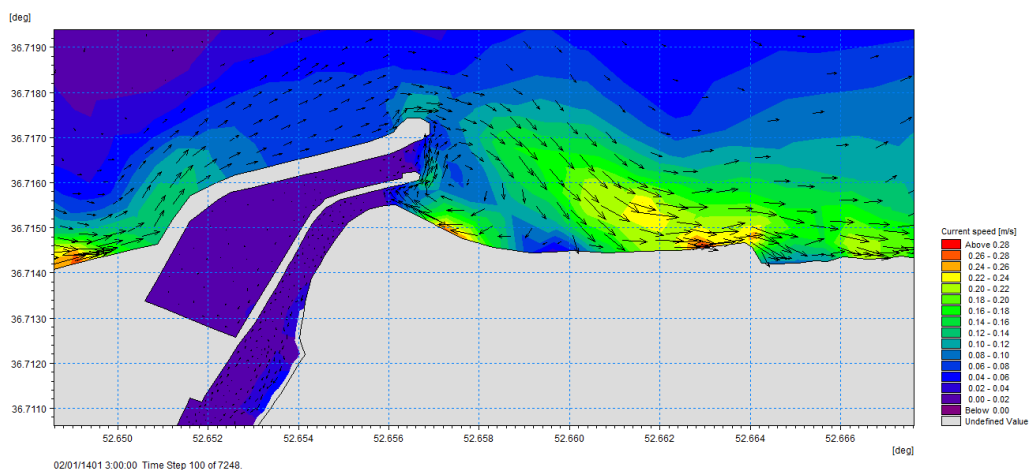 [deg]
36.7190
36.7180
36.7170
36.7160
36.7150
36.7140
36.7130
36.7120
36.7110
52.650
52.652
52.654
52.656
52.658
52.660
52.662
52.664
52.666
[deg]
02/01/1401 3:00:00 Time Step 100 of 7248.
Current speed [m/s]
Above 0.28
0.26 - 0.28
0.24 - 0.26
0.22 - 0.24
0.20 - 0.22
0.18 - 0.20
0.16 - 0.18
0.14 - 0.16
0.12 - 0.14
0.10 - 0.12
0.08 - 0.10
0.06 - 0.08
0.04 - 0.06
0.02 - 0.04
0.00 - 0.02
Below 0.00
Undefined Value